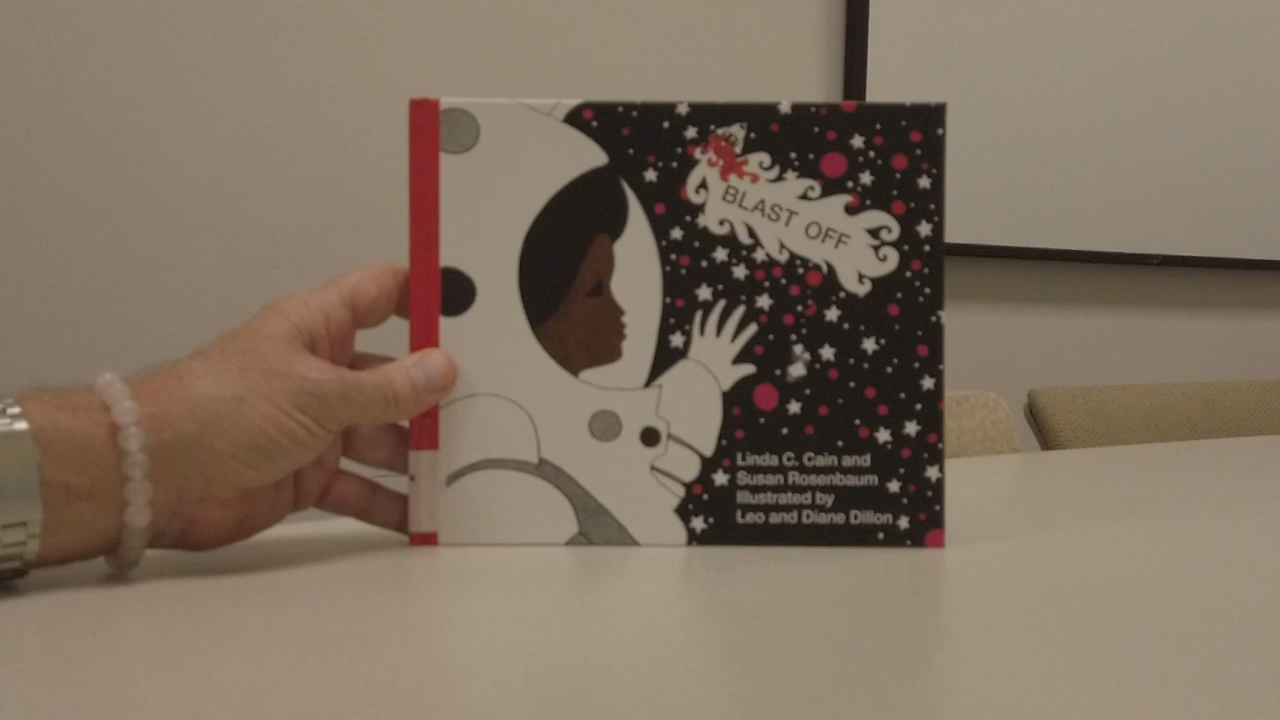 BLAST OFF
Linda C. Cain and
Susan Rosenbaum
Illustrated by
Leo and Diane Dillon